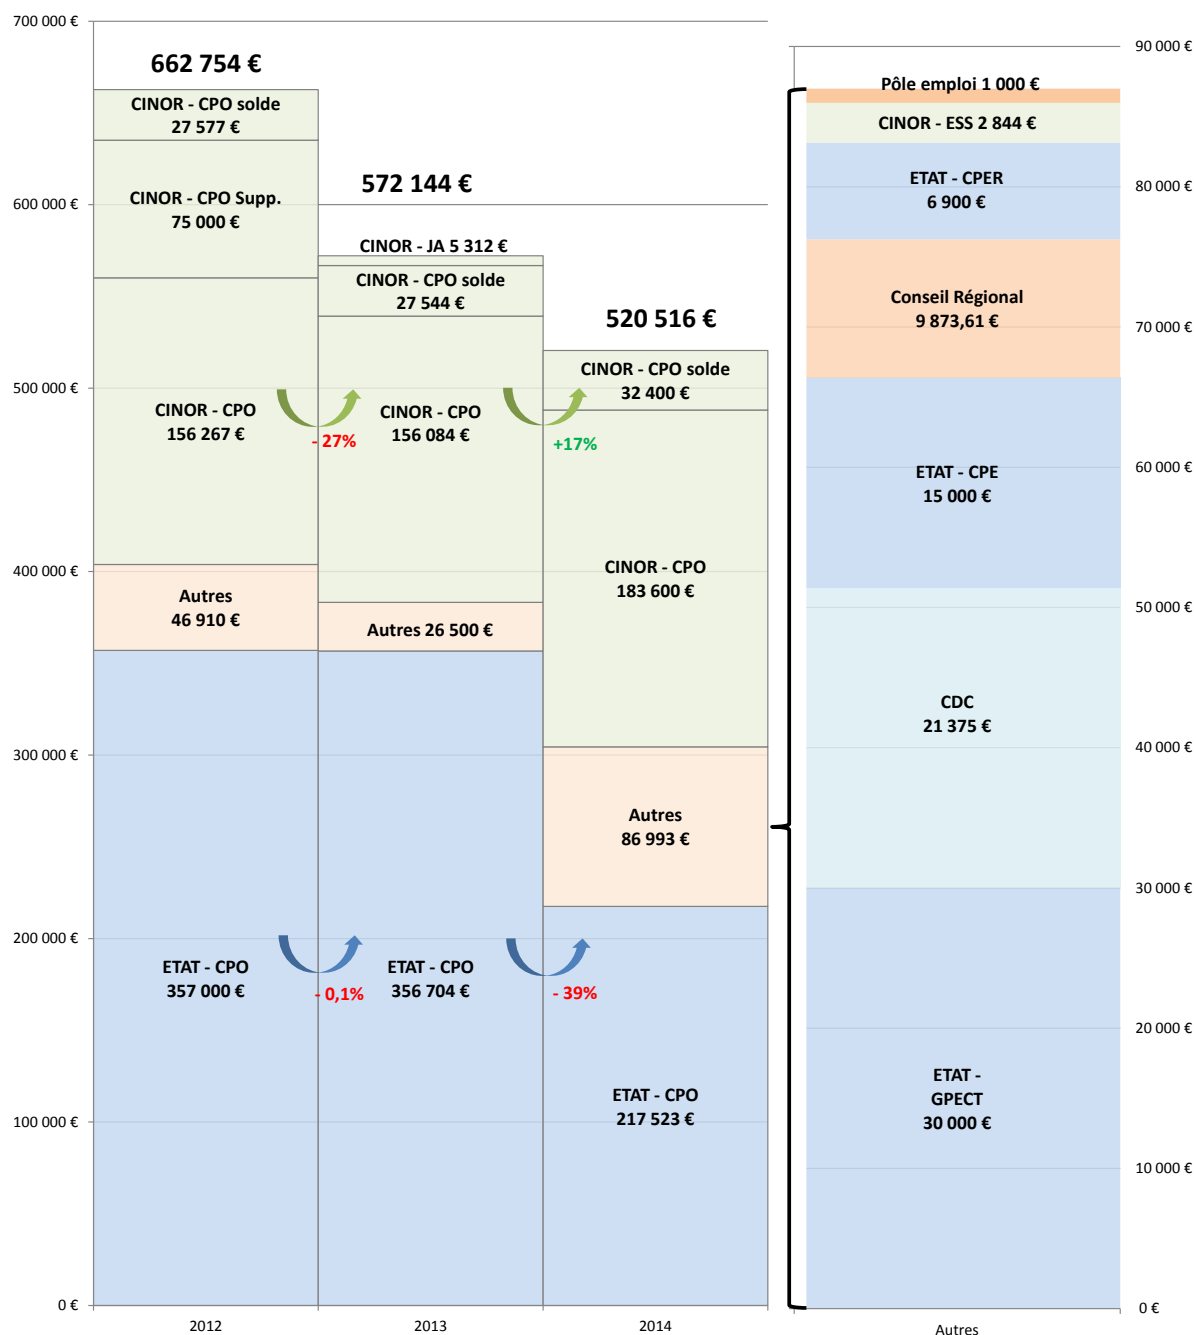 700 000 €
600 000 €
500 000 €
400 000 €
300 000 €
200 000 €
100 000 €
0 €
662 754 €
CINOR - CPO solde
27 577 €
CINOR - CPO Supp.
75 000 €
CINOR - CPO
156 267 €
Autres
46 910 €
ETAT - CPO
357 000 €
2012
- 27%
- 0,1%
572 144 €
CINOR - JA 5 312 €
CINOR - CPO solde
27 544 €
CINOR - CPO
156 084 €
Autres 26 500 €
ETAT - CPO
356 704 €
2013
+17%
- 39%
520 516 €
CINOR - CPO solde
32 400 €
CINOR - CPO
183 600 €
Autres
86 993 €
ETAT - CPO
217 523 €
2014
Pôle emploi 1 000 €
CINOR - ESS 2 844 €
ETAT - CPER
6 900 €
Conseil Régional
9 873,61 €
ETAT - CPE
15 000 €
CDC
21 375 €
ETAT -
GPECT
30 000 €
Autres
90 000 €
80 000 €
70 000 €
60 000 €
50 000 €
40 000 €
30 000 €
20 000 €
10 000 €
0 €